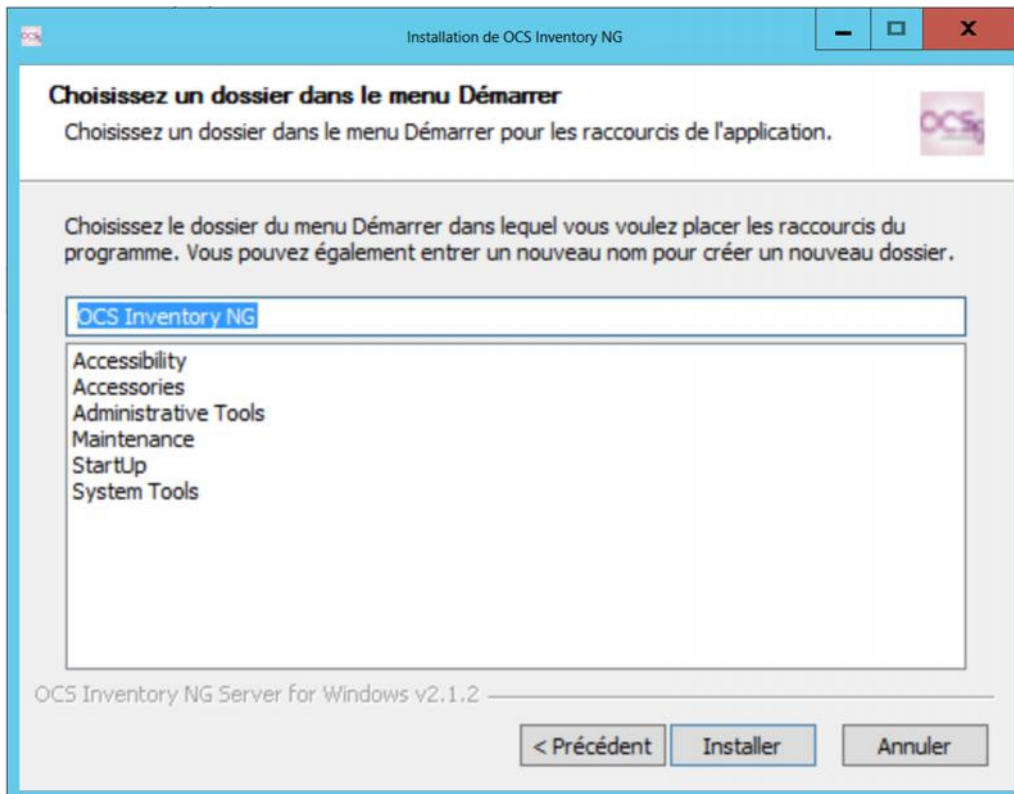 Installation de OCS Inventory NG
Choisissez un dossier dans le menu Démarrer
Choisissez un dossier dans le menu Démarrer pour les raccourcis de l'application.
OCS
Choisissez le dossier du menu Démarrer dans lequel vous voulez placer les raccourcis du
programme. Vous pouvez également entrer un nouveau nom pour créer un nouveau dossier.
OCS Inventory NG
Accessibility
Accessories
Administrative Tools
Maintenance
StartUp
System Tools
OCS Inventory NG Server for Windows v2.1.2
< Précédent
Installer
Annuler